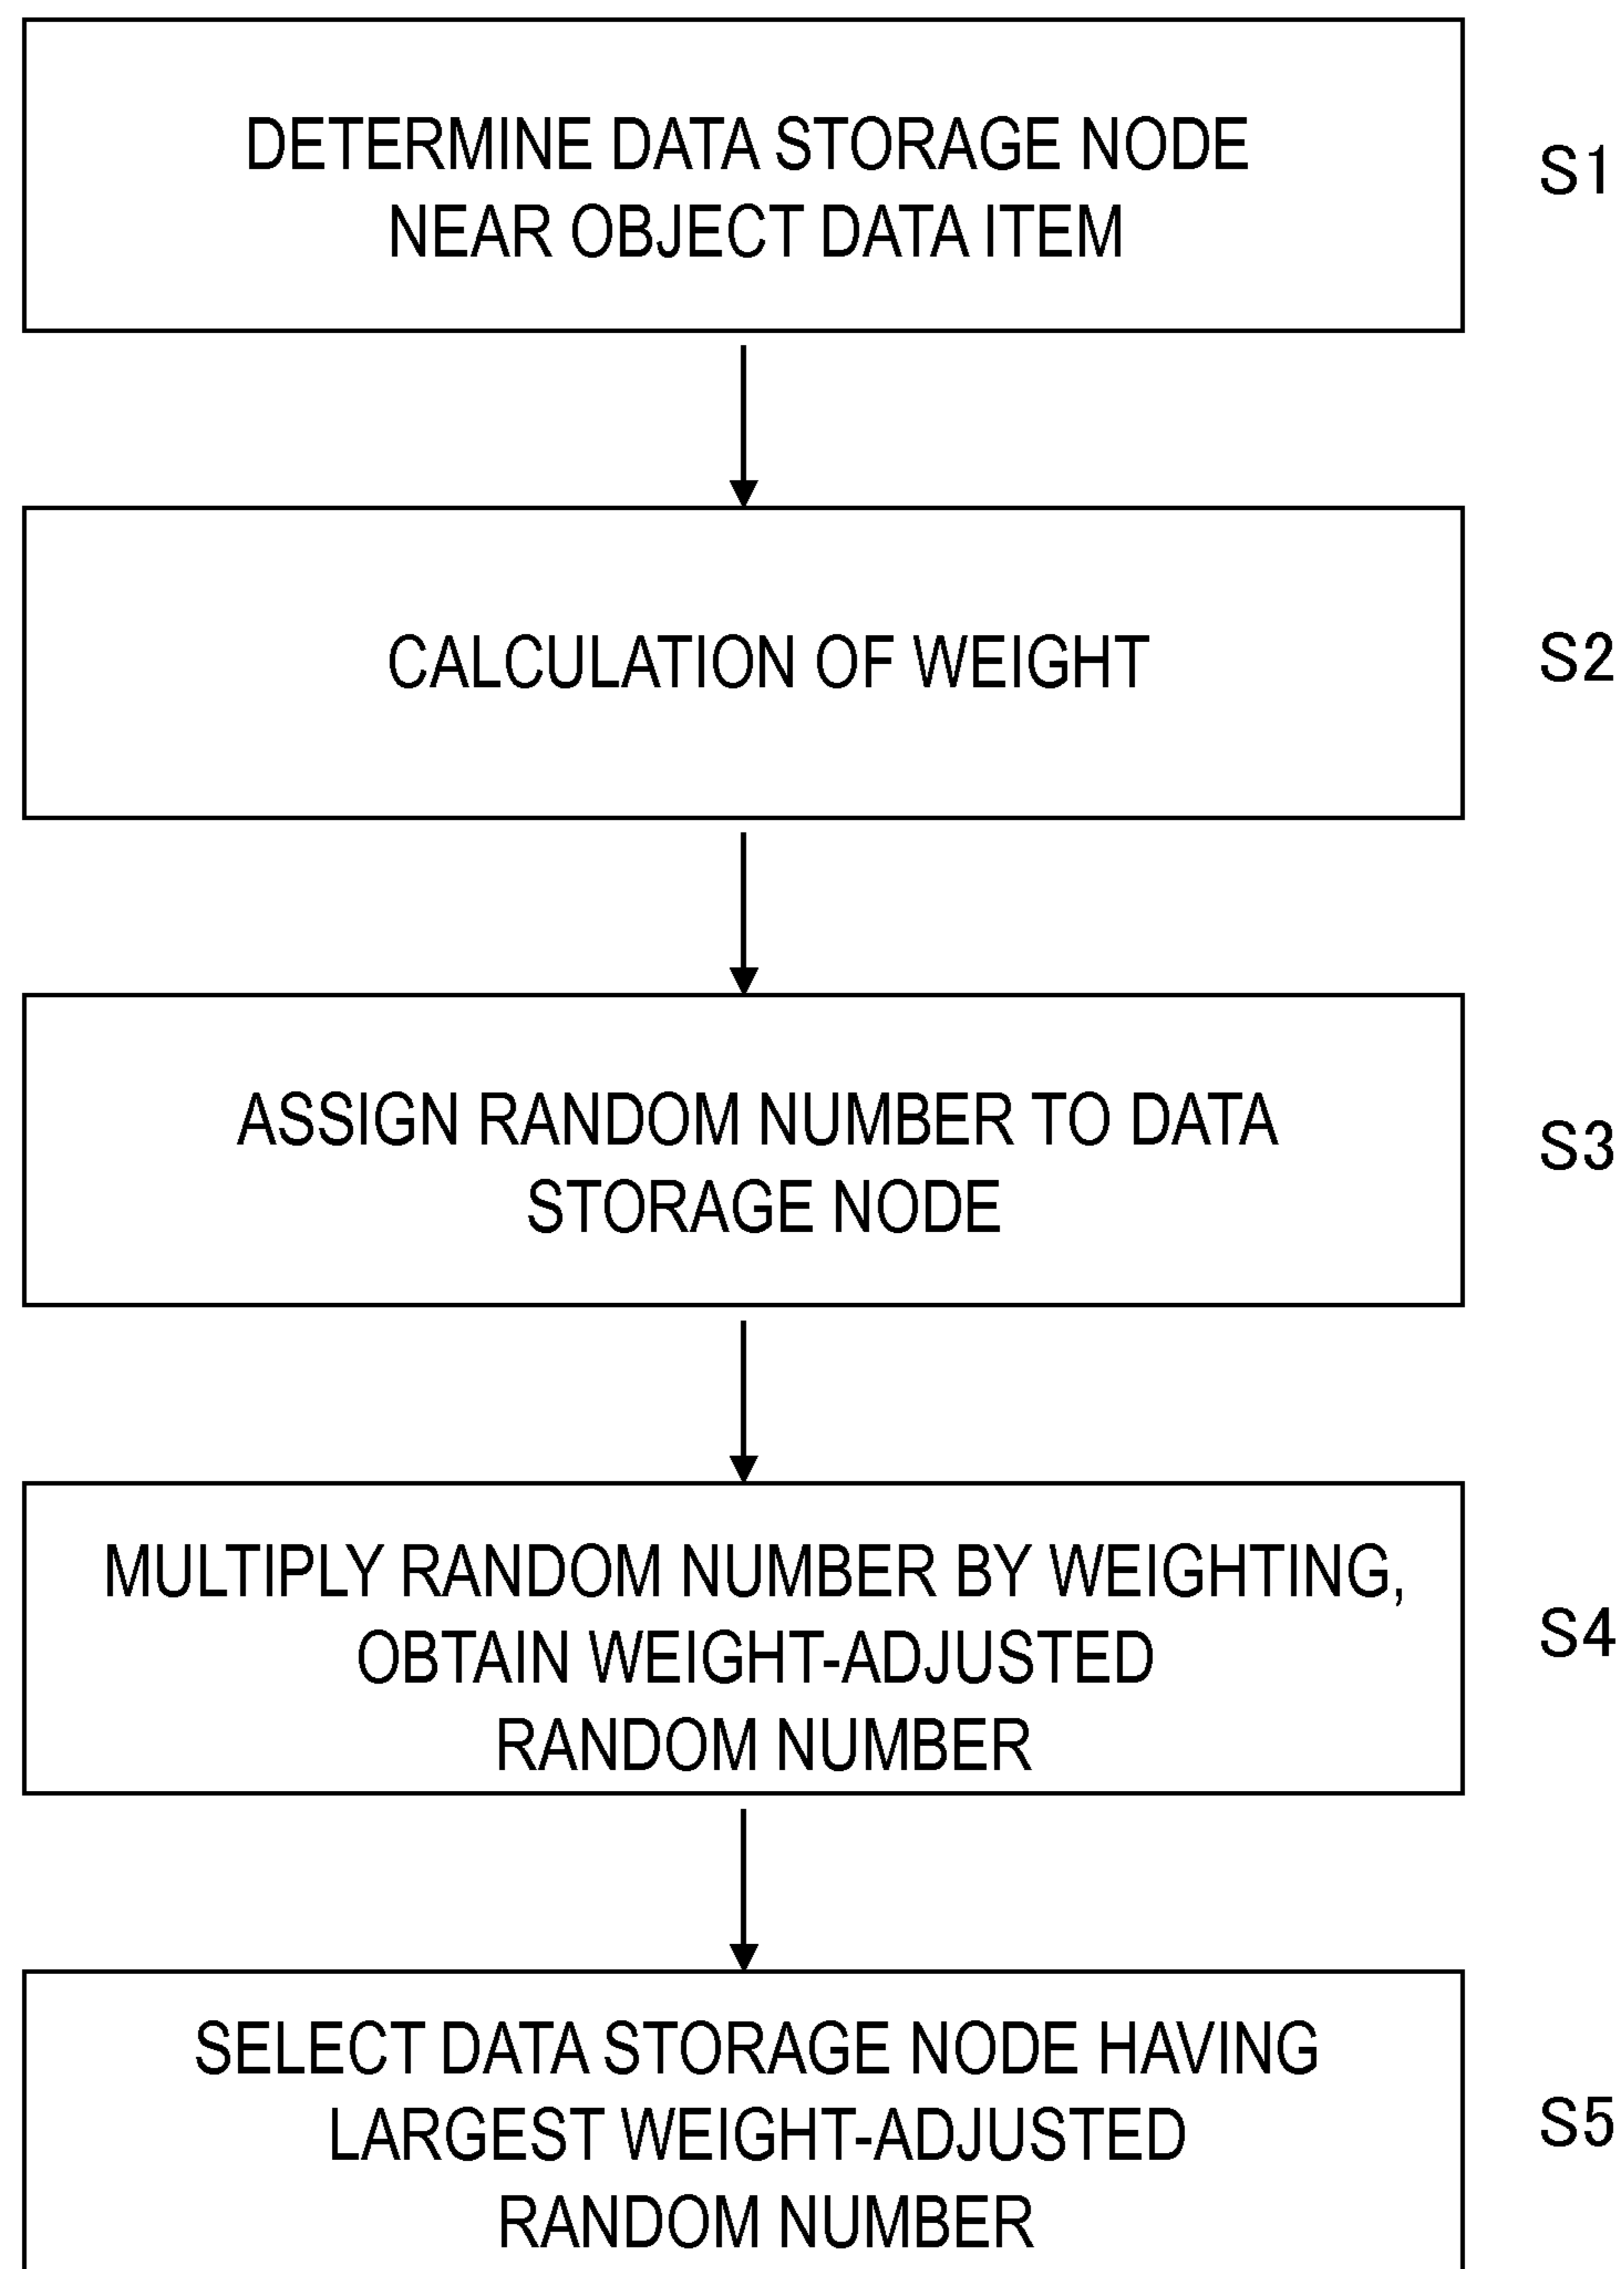 DETERMINE DATA STORAGE NODE
NEAR OBJECT DATA ITEM
S1
CALCULATION OF WEIGHT
S2
ASSIGN RANDOM NUMBER TO DATA
STORAGE NODE
S3
MULTIPLY RANDOM NUMBER BY WEIGHTING,
OBTAIN WEIGHT-ADJUSTED
RANDOM NUMBER
S4
SELECT DATA STORAGE NODE HAVING
LARGEST WEIGHT-ADJUSTED
RANDOM NUMBER
S5